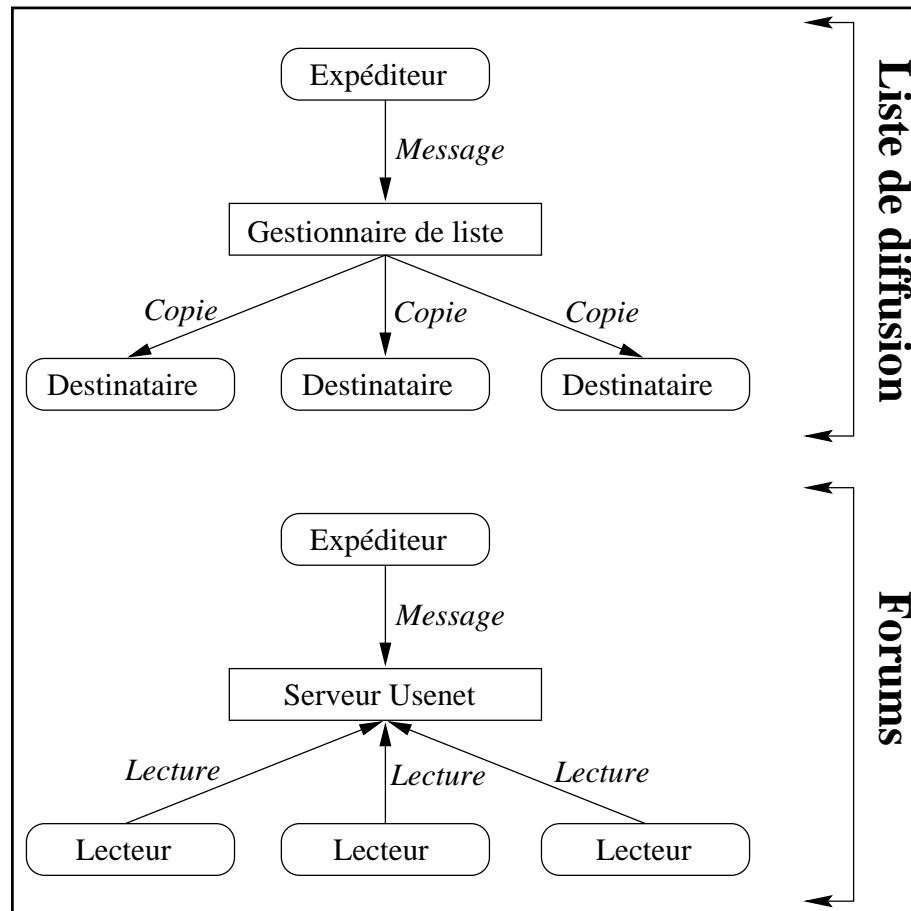 Expéditeur
Message
Gestionnaire de liste
Copie Copie Copie
Destinataire Destinataire Destinataire
Liste de diffusion
Expéditeur
Message
Serveur Usenet
Lecture Lecture Lecture
Lecteur Lecteur Lecteur
Forums